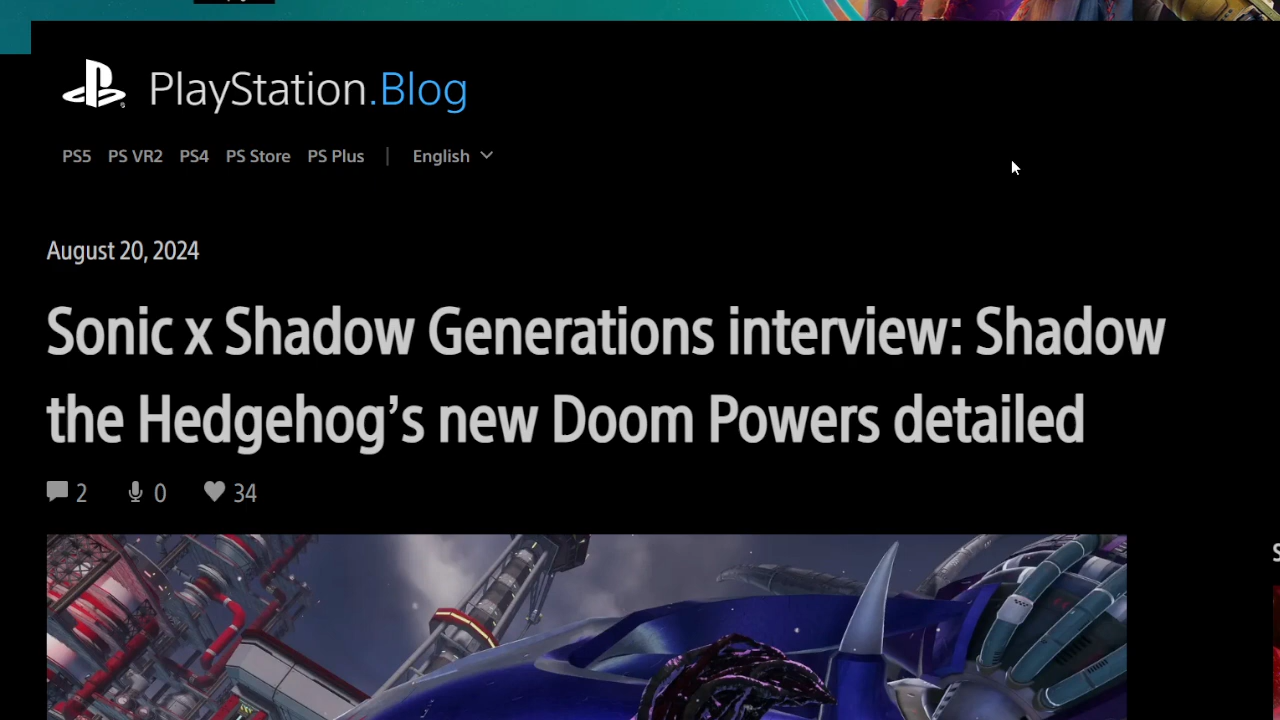 PlayStation.Blog
PS5 PS VR2 PS4 PS Store PS Plus | English
August 20, 2024
Sonic x Shadow Generations interview: Shadow
the Hedgehog’s new Doom Powers detailed
2 0 34